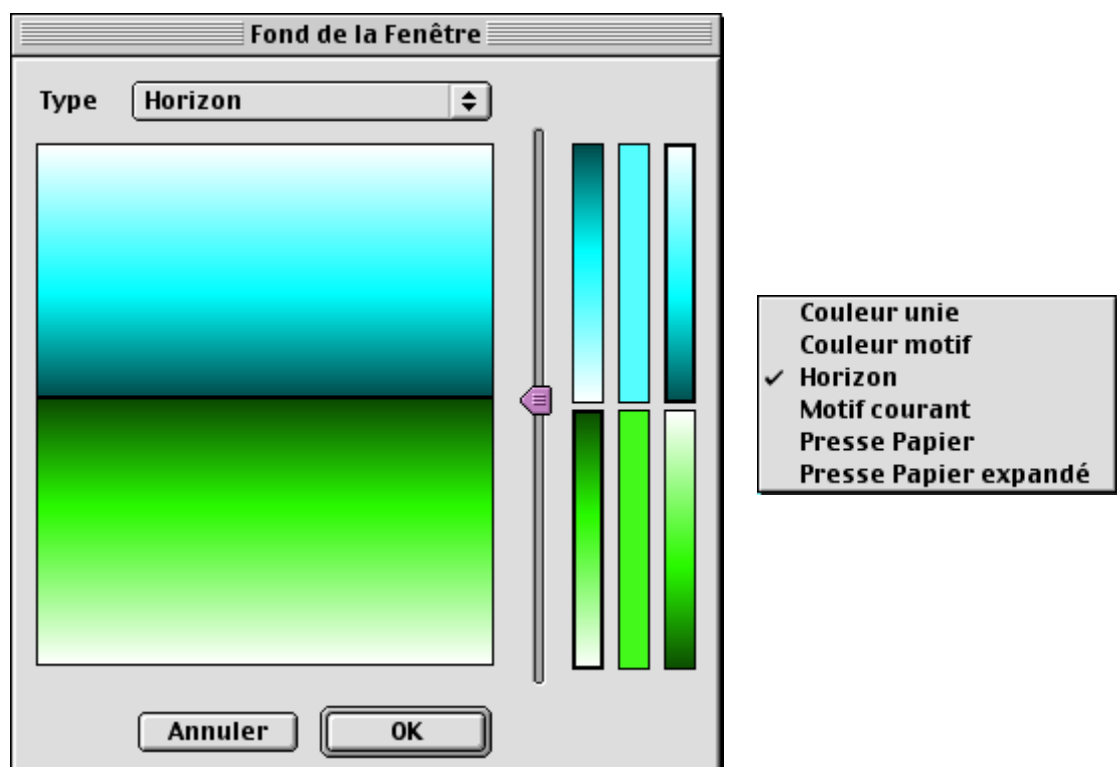 Fond de la Fenêtre
Type Horizon
Annuler OK
Couleur unie
Couleur motif
✓ Horizon
Motif courant
Presse Papier
Presse Papier expandé